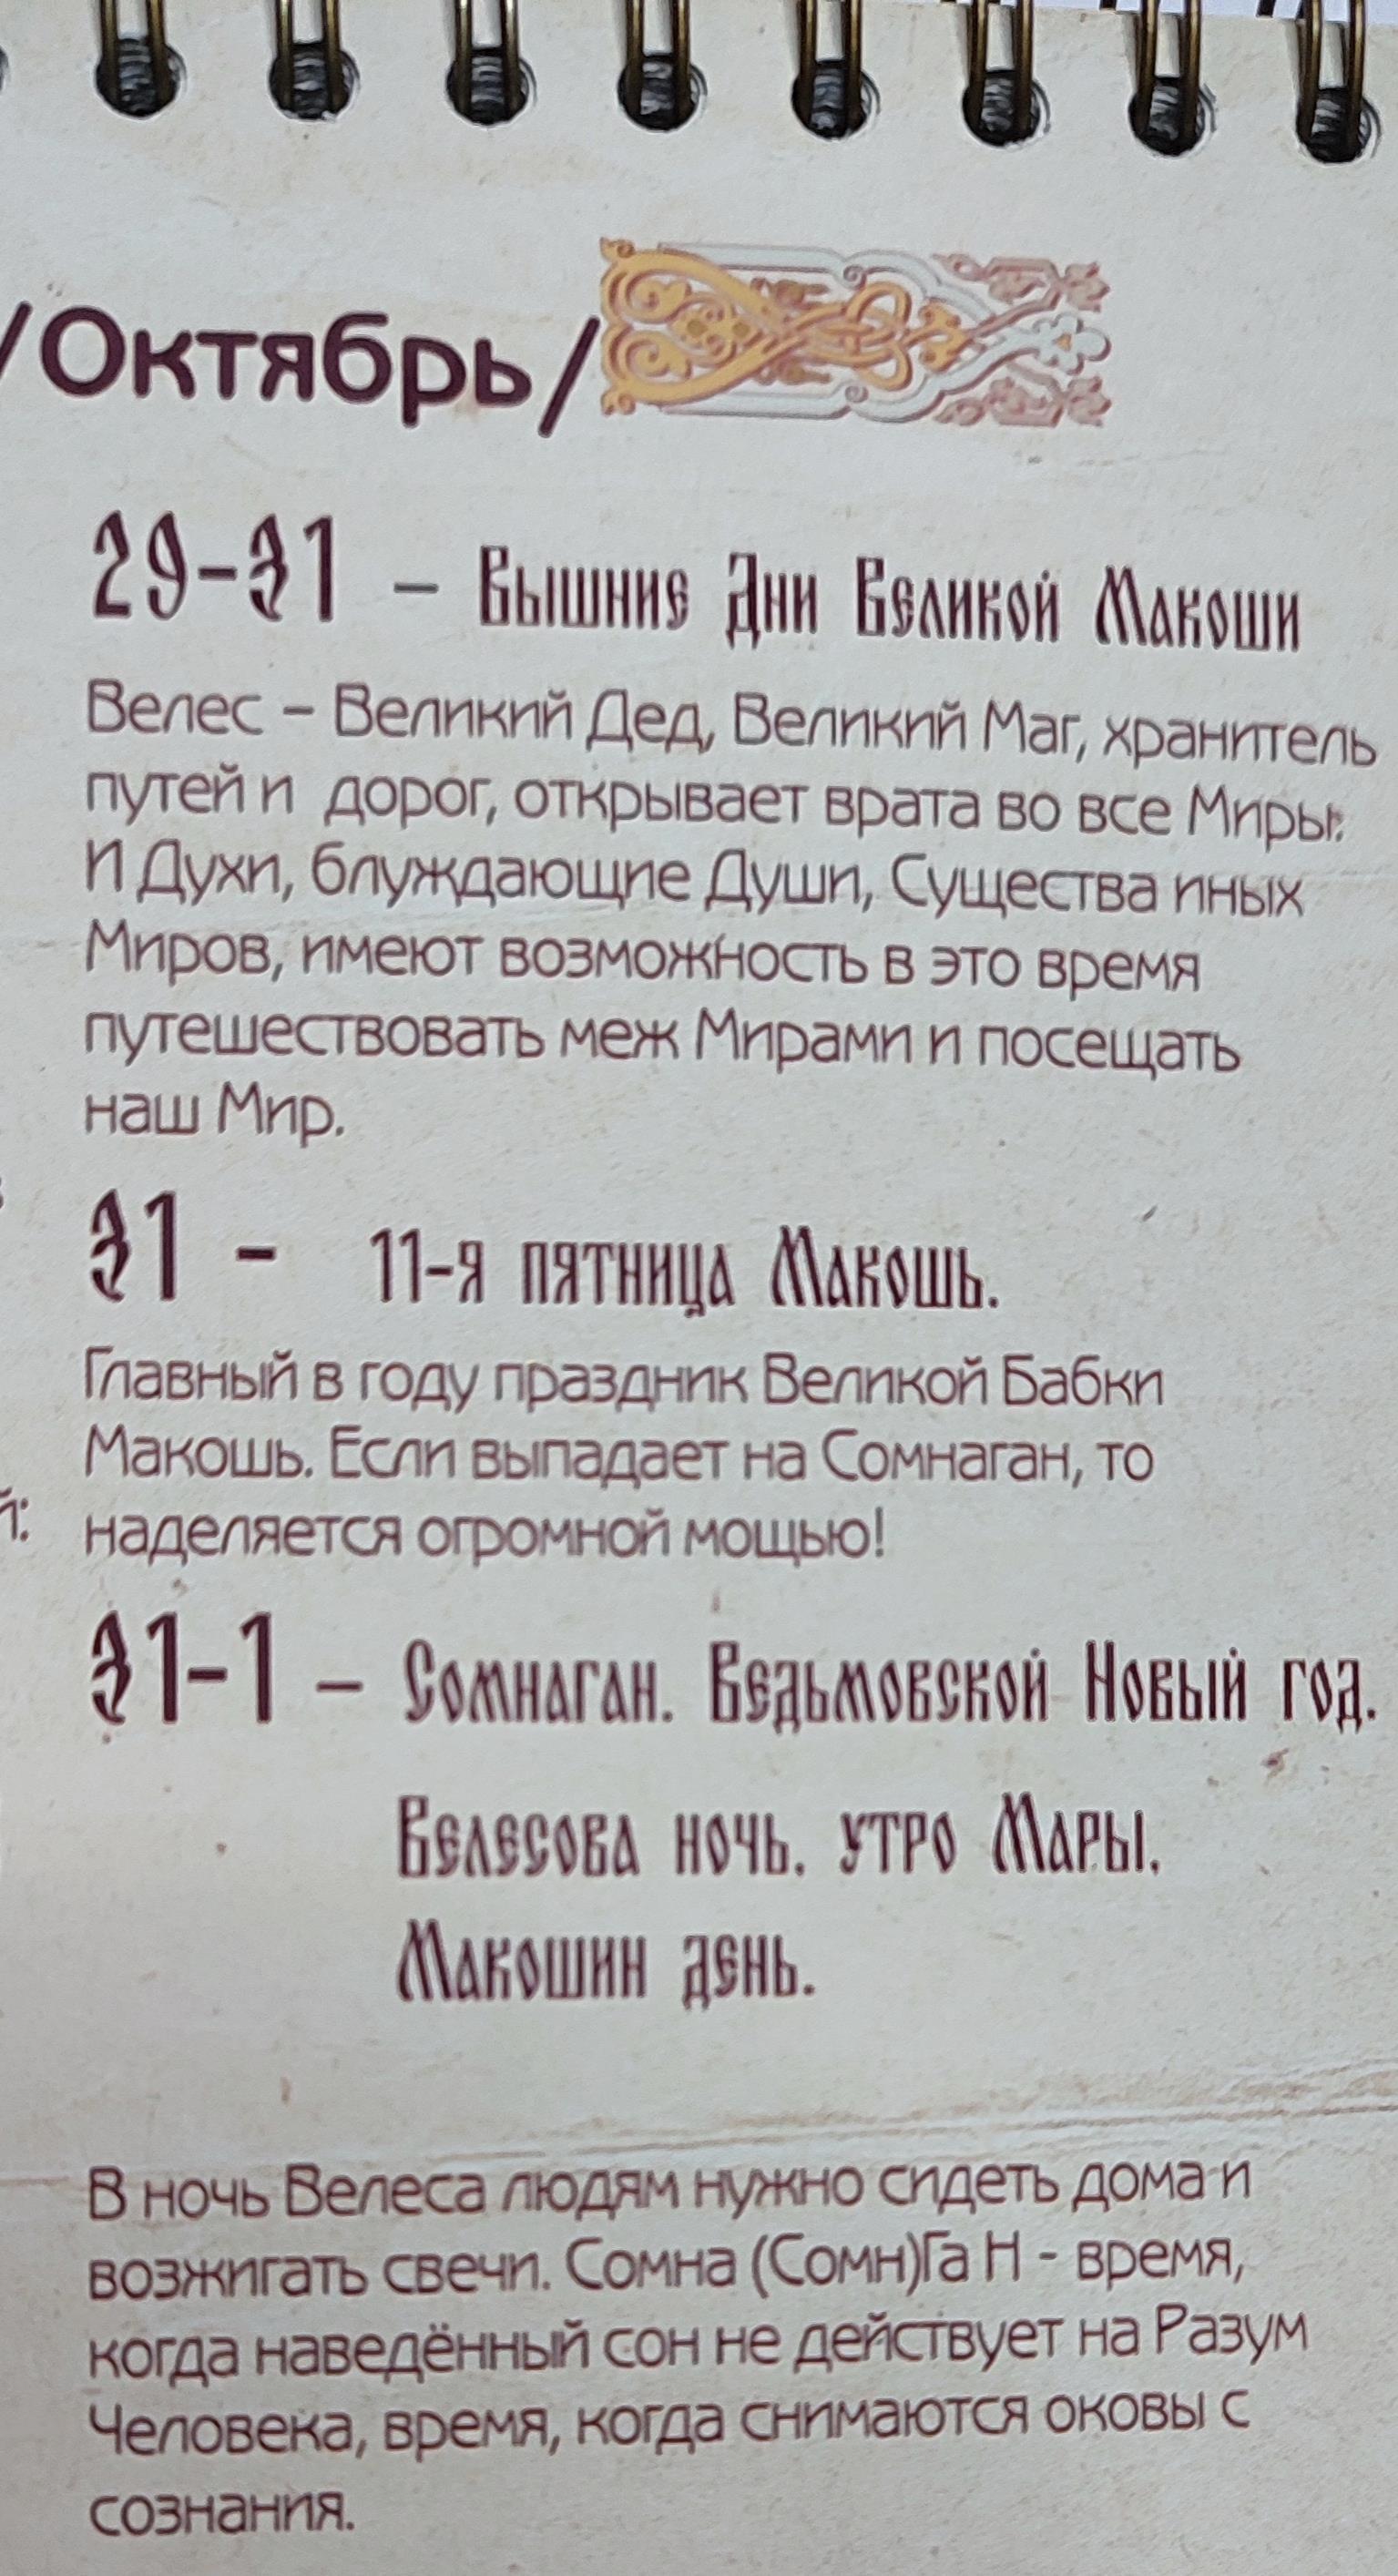 /Октябрь/
29-31 – Вышние Дни Великой Макоши
Велес – Великий Дед, Великий Маг, хранитель
путей и дорог, открывает врата во все Миры.
И Духи, блуждающие Души, Существа иных
Миров, имеют возможность в это время
путешествовать меж Мирами и посещать
наш Мир.
31 - 11-я пятница Макошь.
Главный в году праздник Великой Бабки
Макошь. Если выпадает на Сомнаган, то
наделяется огромной мощью!
31-1 – Сомнаган. Ведьмовской Новый год.
Велесова ночь. утро Мары.
Макошин день.
В ночь Велеса людям нужно сидеть дома и
возжигать свечи. Сомна (Сомн)Га Н - время,
когда наведённый сон не действует на Разум
Человека, время, когда снимаются оковы с
сознания.